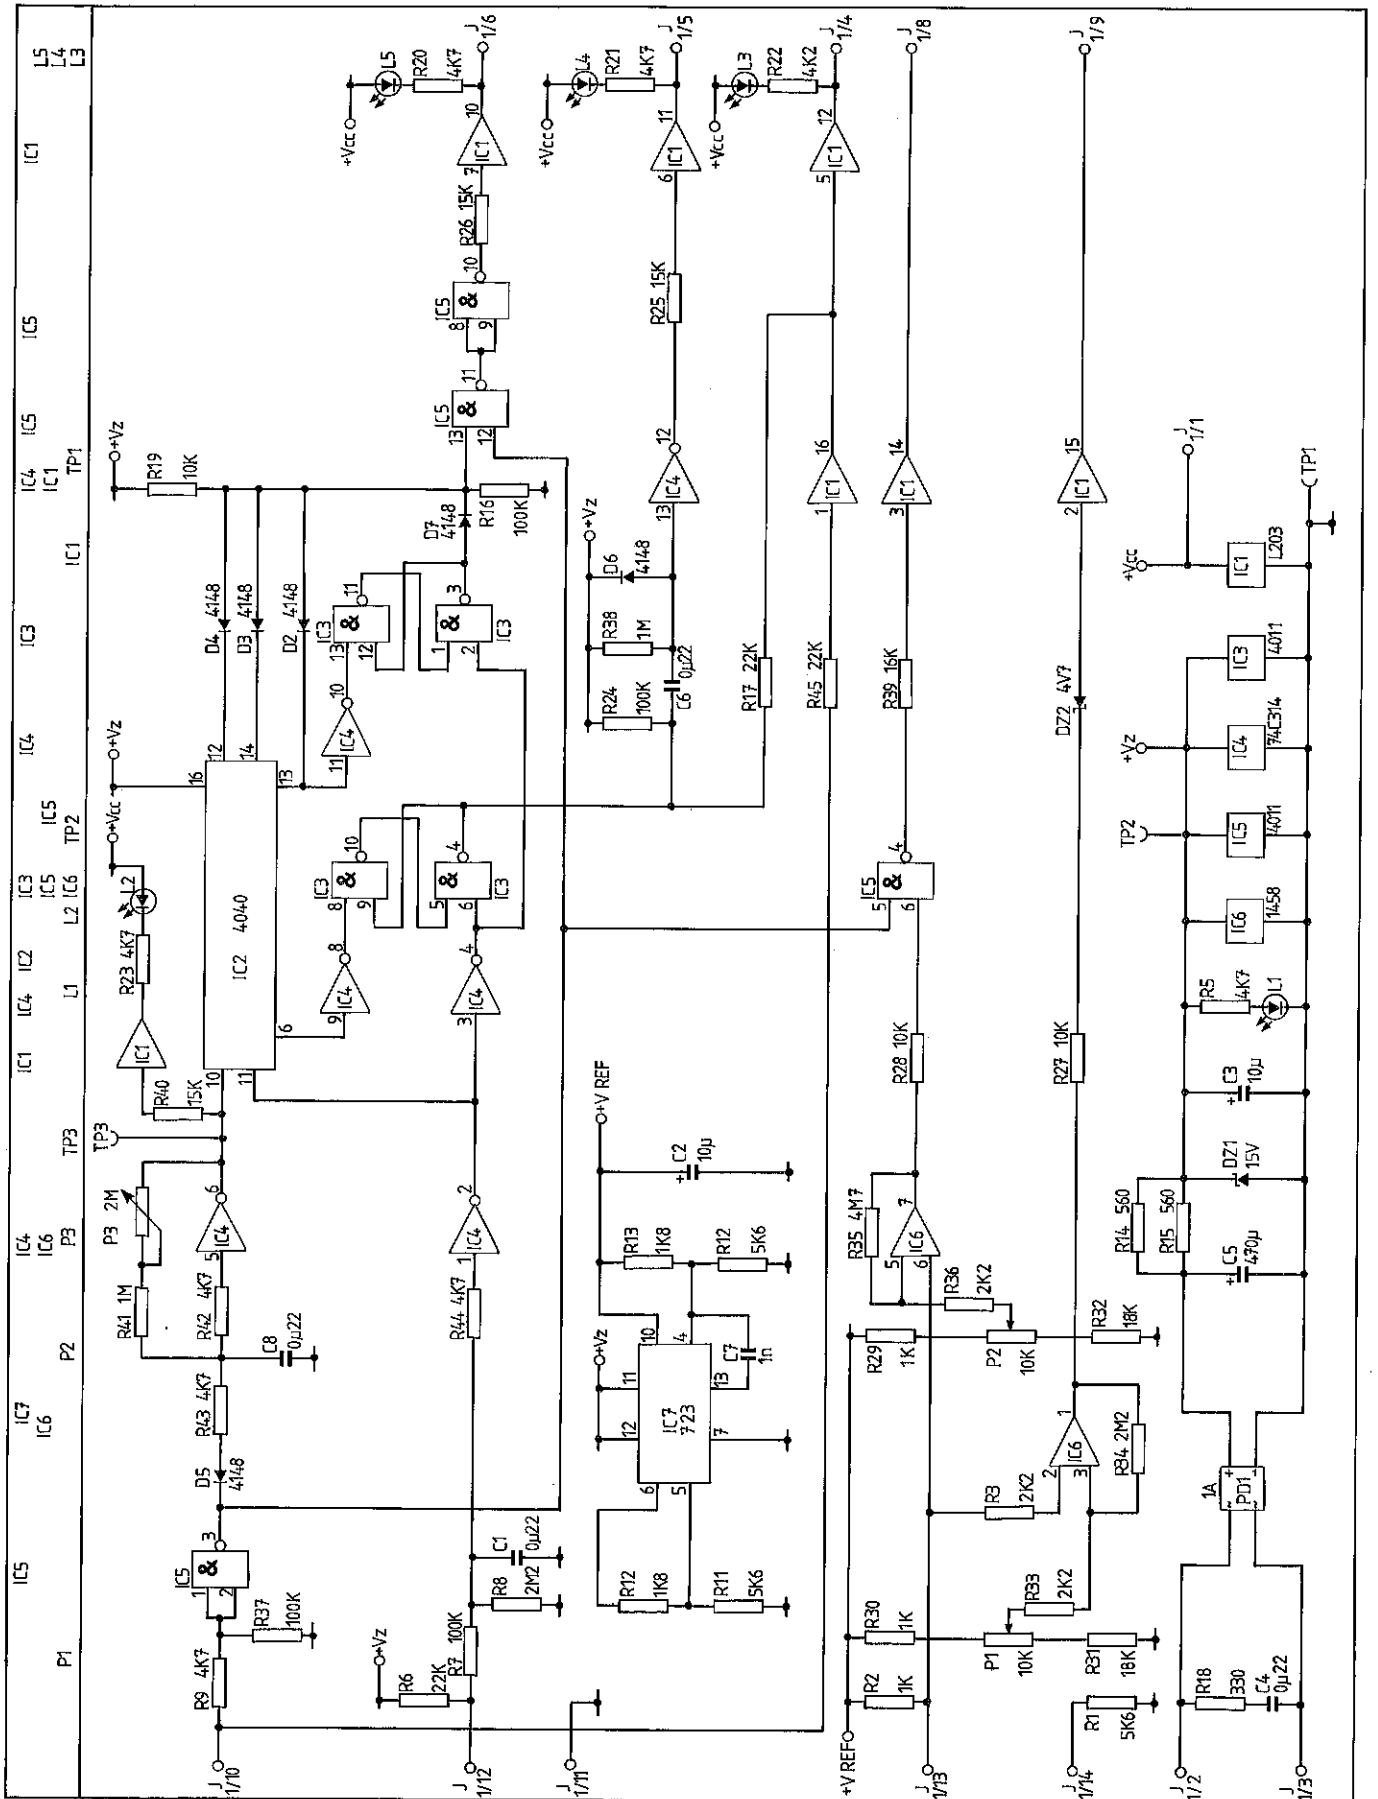 IC5
P1
IC7
IC6
P2
IC4
IC6
P3
TP3
IC1
IC4
L1
IC2
L2
IC3
IC5
IC6
TP2
IC5
IC4
IC3
IC1
IC4
IC1
TP1
IC5
IC5
IC1
L5
L4
L3
J
1/10
R9 4K7
R37
100K
1
2
&
3
IC5
D5
4148
R43 4K7
C8
0µ22
R42 4K7
R41 1M
P3 2M
5
IC4
6
TP3
R40
15K
IC1
R23 4K7
L2
+Vcc
+Vz
10
11
6
IC2 4040
16
12
14
13
D4 4148
D3 4148
D2 4148
+Vz
R19
10K
9
IC4
8
8
9
&
10
IC3
5
6
&
4
IC3
3
IC4
4
11
IC4
10
13
12
&
11
IC3
1
2
&
3
IC3
D7
4148
R16
100K
13
12
&
11
IC5
8
9
&
10
IC5
R26 15K
7
IC1
10
+Vcc
L5
R20
4K7
J
1/6
J
1/12
+Vz
R6
22K
R7 100K
R8
2M2
C1
0µ22
R44 4K7
1
IC4
2
J
1/11
R12
1K8
R11
5K6
6
5
IC7
723
12
11
7
13
10
4
+Vz
C7
1n
R13
1K8
R12
5K6
C2
+
10µ
+V REF
R24
100K
R38
1M
D6
4148
+Vz
C6
0µ22
13
IC4
12
R25 15K
6
IC1
11
+Vcc
L4
R21
4K7
J
1/5
R17 22K
R45 22K
1
IC1
16
5
IC1
12
+Vcc
L3
R22
4K2
J
1/4
+V REF
R2
1K
R30
1K
P1
10K
R31
18K
R33
2K2
R3
2K2
2
3
IC6
1
R34 2M2
R29
1K
P2
10K
R32
18K
R36
2K2
R35 4M7
5
6
IC6
7
R28 10K
5
6
&
4
IC5
R39 16K
3
IC1
14
J
1/8
J
1/13
J
1/14
R1
5K6
R27 10K
DZ2 4V7
2
IC1
15
J
1/9
J
1/2
J
1/3
R18
330
C4
0µ22
1A
PD1
~
~
+
-
C5
+
470µ
R14 560
R15 560
DZ1
15V
C3
+
10µ
R5
4K7
L1
IC6
1458
IC5
4011
TP2
IC4
74C314
+Vz
IC3
4011
IC1
L203
+Vcc
J
1/1
TP1